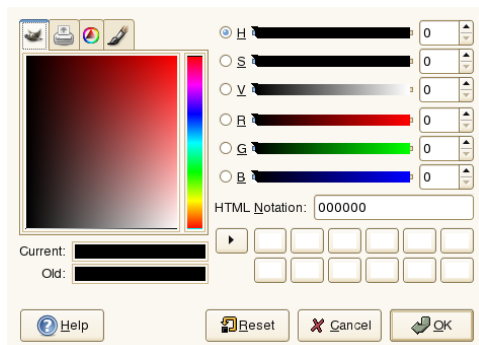 H 0
S 0
V 0
R 0
G 0
B 0
HTML Notation: 000000
Current:
Old:
Help Reset Cancel OK